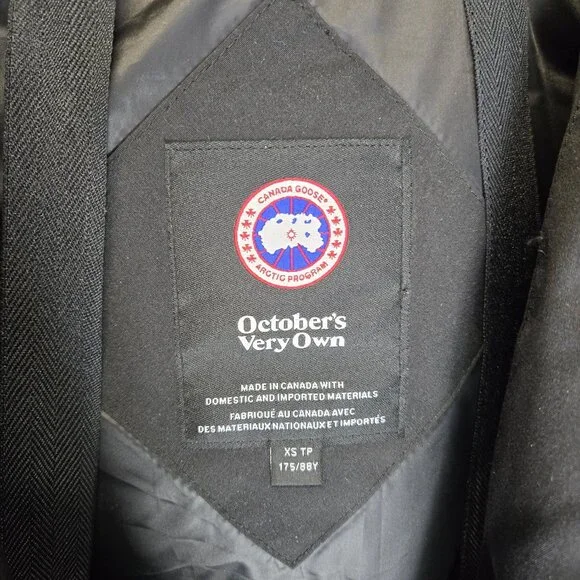 CANADA GOOSE®
ARCTIC PROGRAM
October's
Very Own
MADE IN CANADA WITH
DOMESTIC AND IMPORTED MATERIALS
FABRIQUÉ AU CANADA AVEC
DES MATERIAUX NATIONAUX ET IMPORTÉS
XS TP
175/88Y